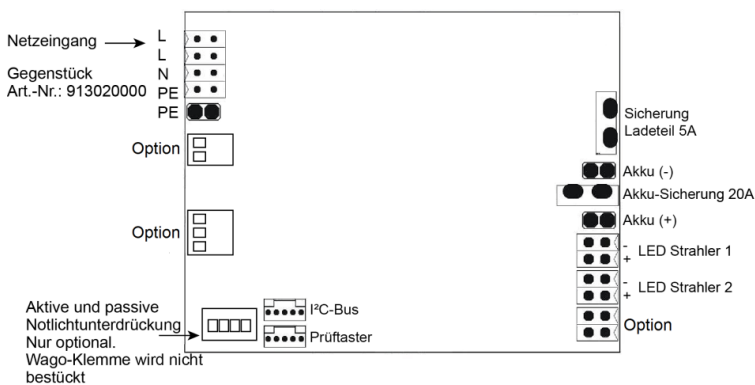 Netzeingang
L
L
N
PE
PE
Gegenstück
Art.-Nr.: 913020000
Option
Option
Aktive und passive
Notlichtunterdrückung
Nur optional.
Wago-Klemme wird nicht
bestückt
I²C-Bus
Prüftaster
Sicherung
Ladeteil 5A
Akku (-)
Akku-Sicherung 20A
Akku (+)
- LED Strahler 1
+
- LED Strahler 2
+
Option